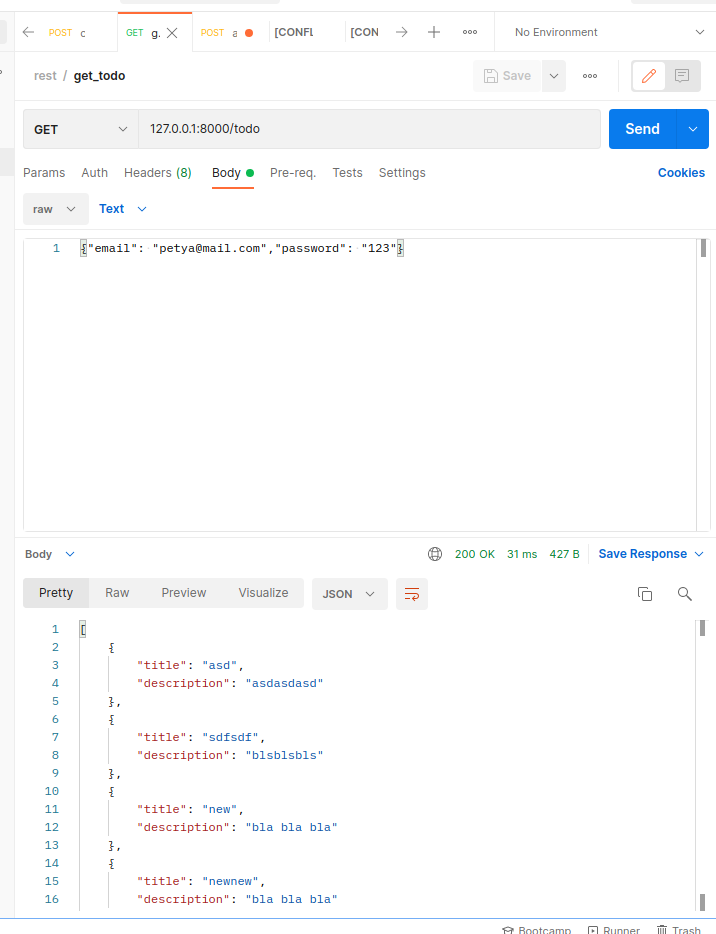 POST c GET g. POST a [CONFL [CON No Environment
rest / get_todo Save
GET 127.0.0.1:8000/todo Send
Params Auth Headers (8) Body Pre-req. Tests Settings Cookies
raw Text
1 {"email": "petya@mail.com","password": "123"}
Body 200 OK 31 ms 427 B Save Response
Pretty Raw Preview Visualize JSON
1 [
2 {
3 "title": "asd",
4 "description": "asdasdasd"
5 },
6 {
7 "title": "sdfsdf",
8 "description": "blsblsbls"
9 },
10 {
11 "title": "new",
12 "description": "bla bla bla"
13 },
14 {
15 "title": "newnew",
16 "description": "bla bla bla"
Bootcamp Runner Trash